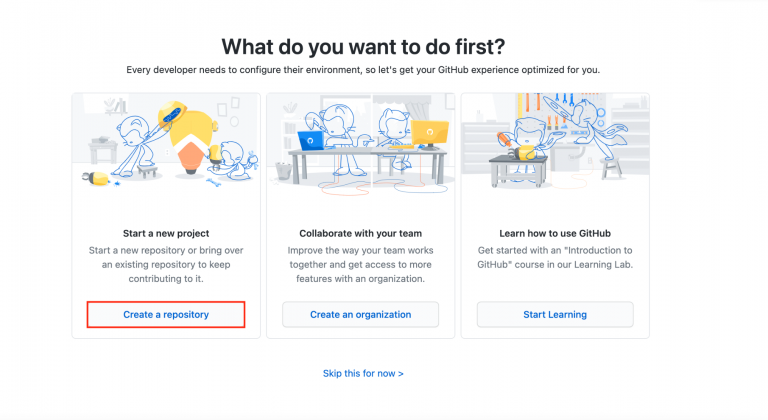 What do you want to do first?
Every developer needs to configure their environment, so let's get your GitHub experience optimized for you.
Start a new project
Start a new repository or bring over
an existing repository to keep
contributing to it.
Create a repository
Collaborate with your team
Improve the way your team works
together and get access to more
features with an organization.
Create an organization
Learn how to use GitHub
Get started with an "Introduction to
GitHub" course in our Learning Lab.
Start Learning
Skip this for now >